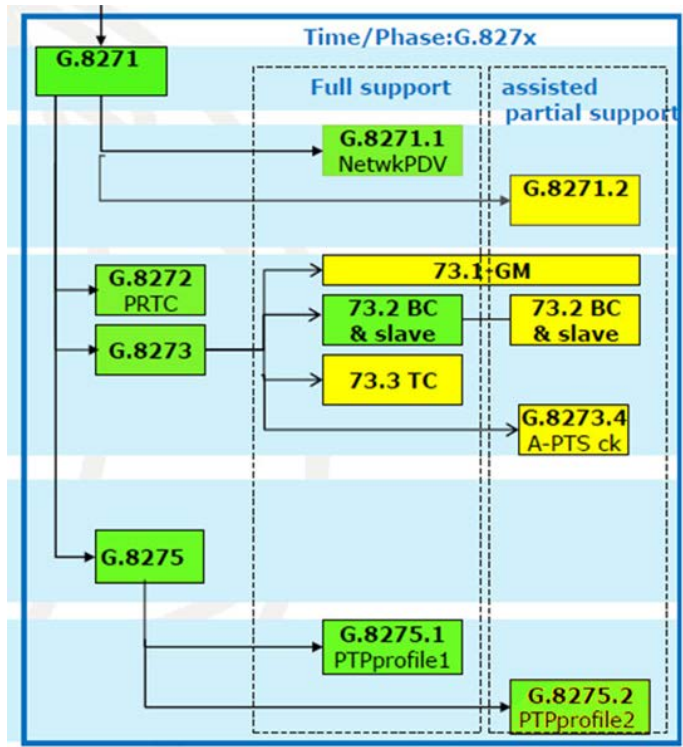 Time/Phase:G.827x
G.8271
Full support
assisted
partial support
G.8271.1
NetwkPDV
G.8271.2
73.1-GM
G.8272
PRTC
73.2 BC
& slave
73.2 BC
& slave
G.8273
73.3 TC
G.8273.4
A-PTS ck
G.8275
G.8275.1
PTPprofile1
G.8275.2
PTPprofile2